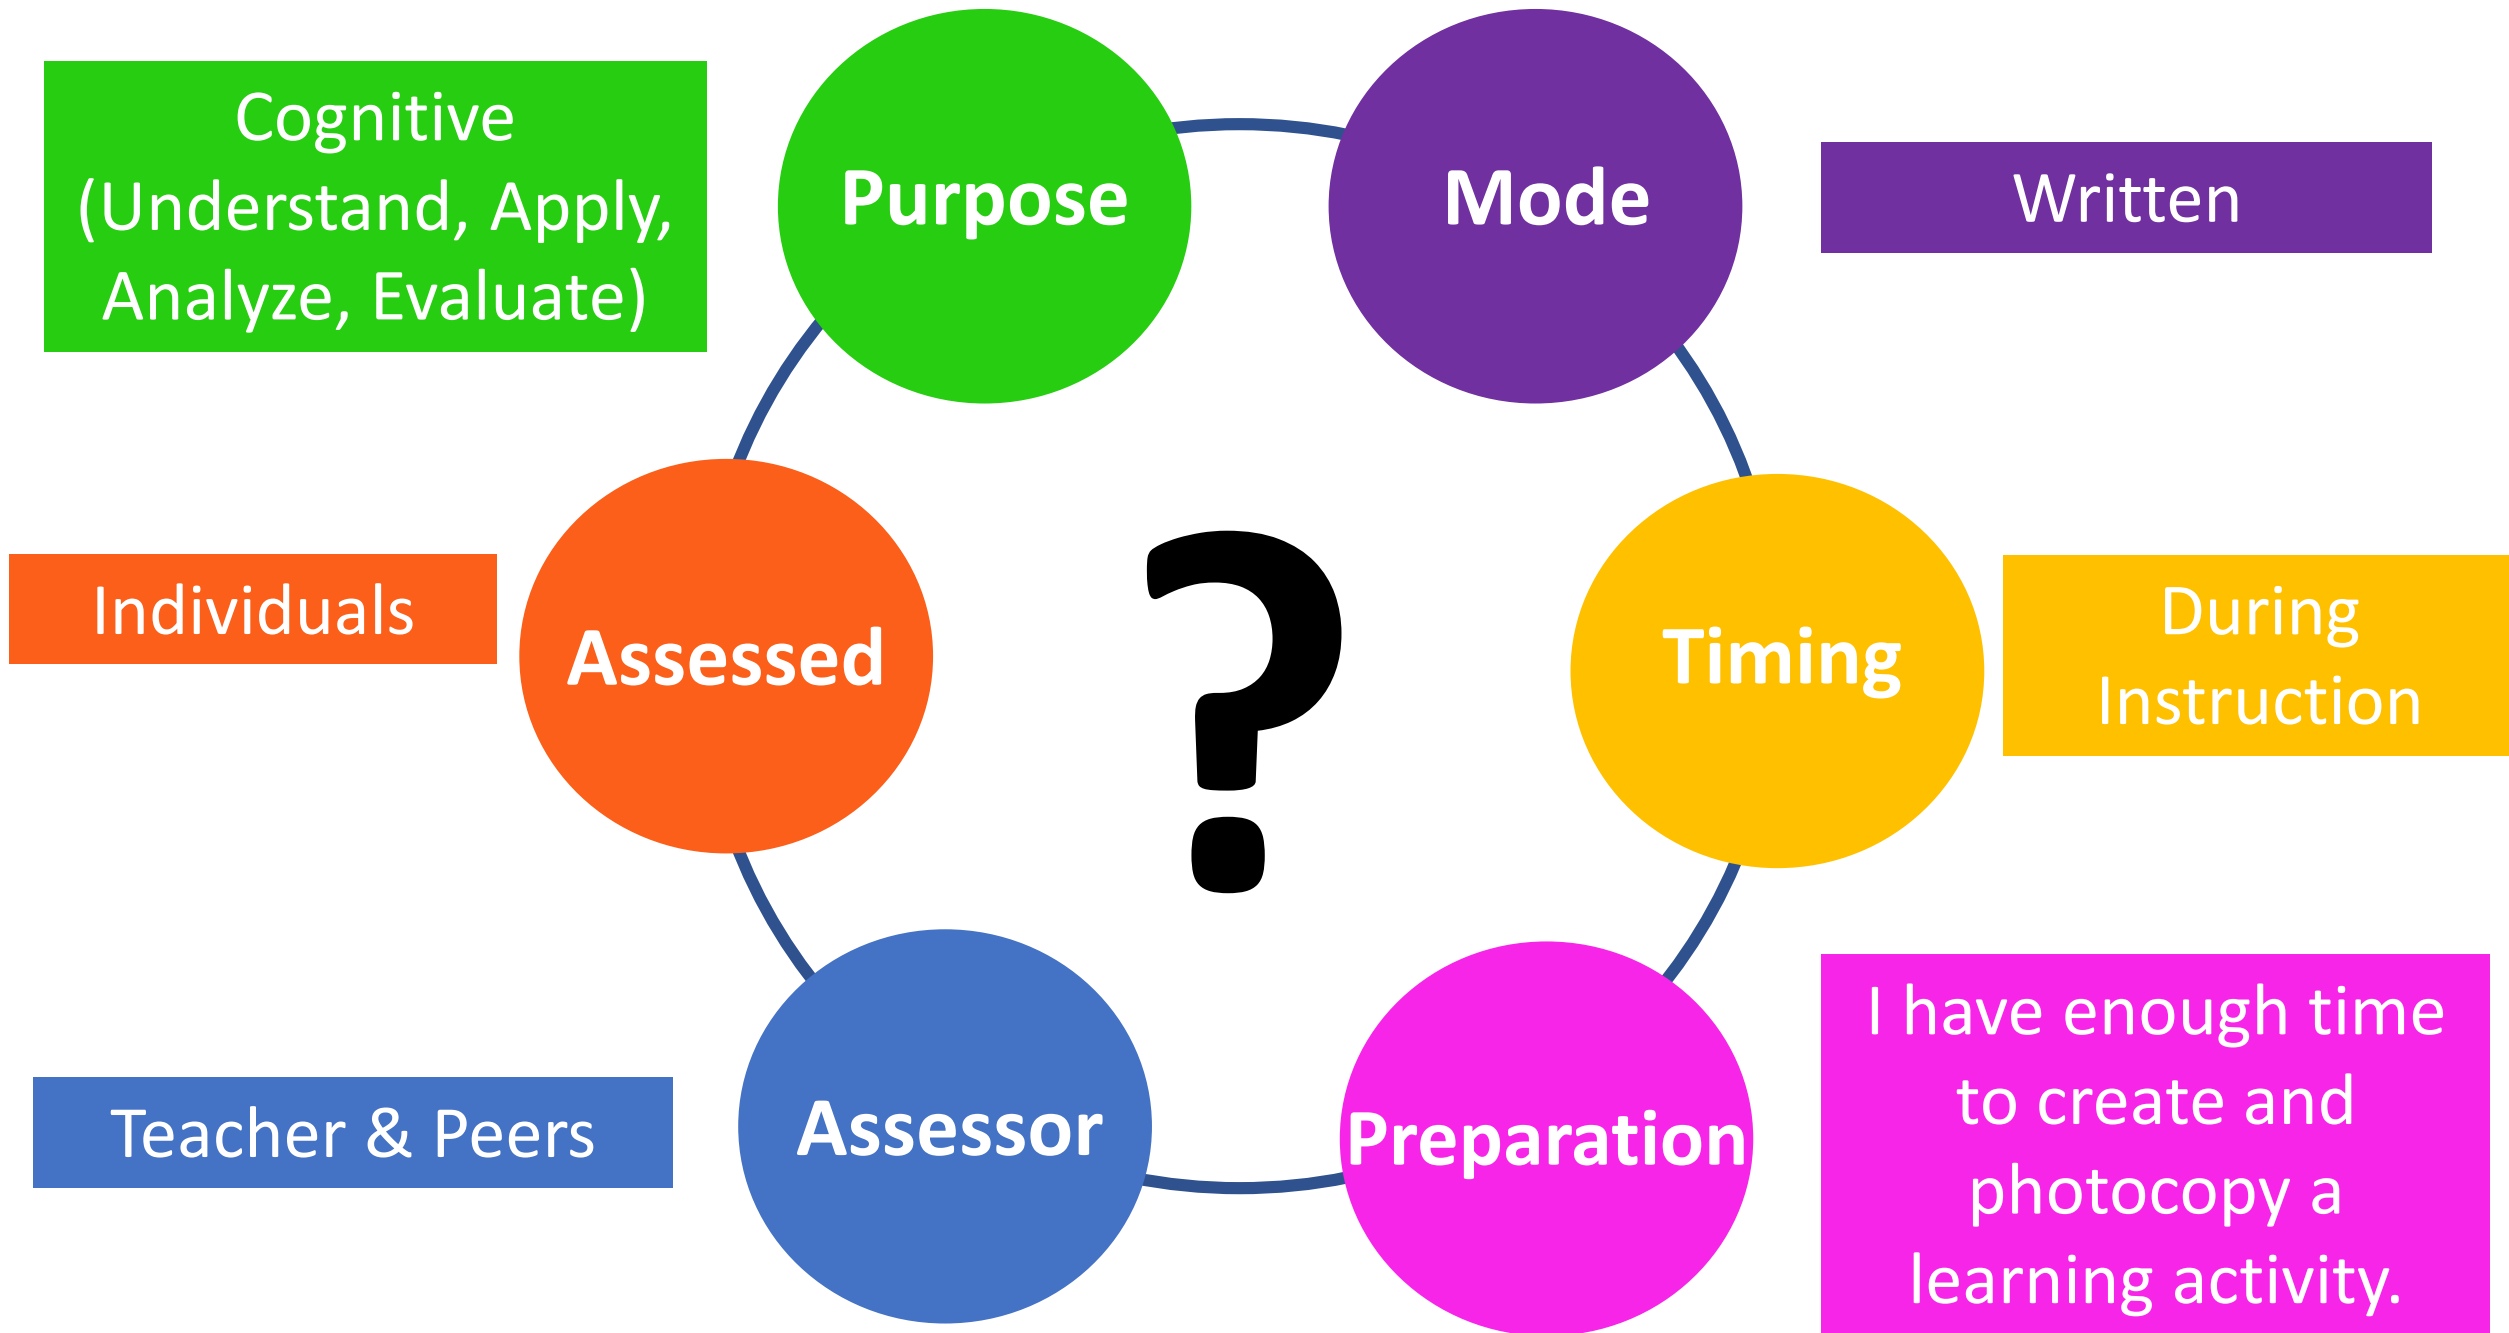 Purpose
Cognitive
(Understand, Apply,
Analyze, Evaluate)
Mode
Written
Assessed
Individuals
?
Timing
During
Instruction
Assessor
Teacher & Peers
Preparation
I have enough time
to create and
photocopy a
learning activity.